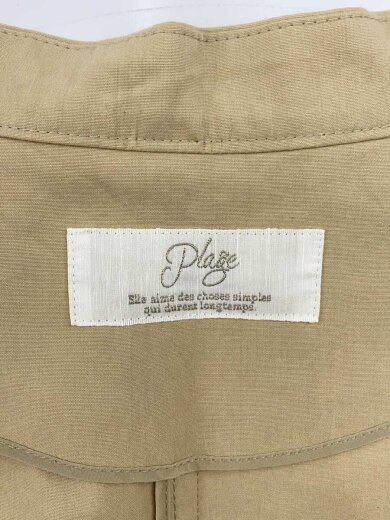 Plage
Elle aime des choses simples
qui durent longtemps.